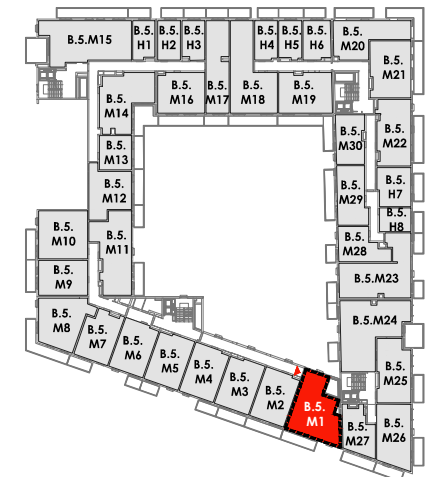 B.5.M15
B.5.
H1
B.5.
H2
B.5.
H3
B.5.
H4
B.5.
H5
B.5.
H6
B.5.
M20
B.5.
M21
B.5.
M16
B.5.
M17
B.5.
M18
B.5.
M19
B.5.
M14
B.5.
M22
B.5.
M30
B.5.
M13
B.5.
M12
B.5.
M29
B.5.
H7
B.5.
H8
B.5.
M10
B.5.
M11
B.5.
M28
B.5.
M9
B.5.M23
B.5.
M8
B.5.
M7
B.5.
M6
B.5.
M5
B.5.
M4
B.5.
M3
B.5.
M2
B.5.
M1
B.5.M24
B.5.
M25
B.5.
M27
B.5.
M26